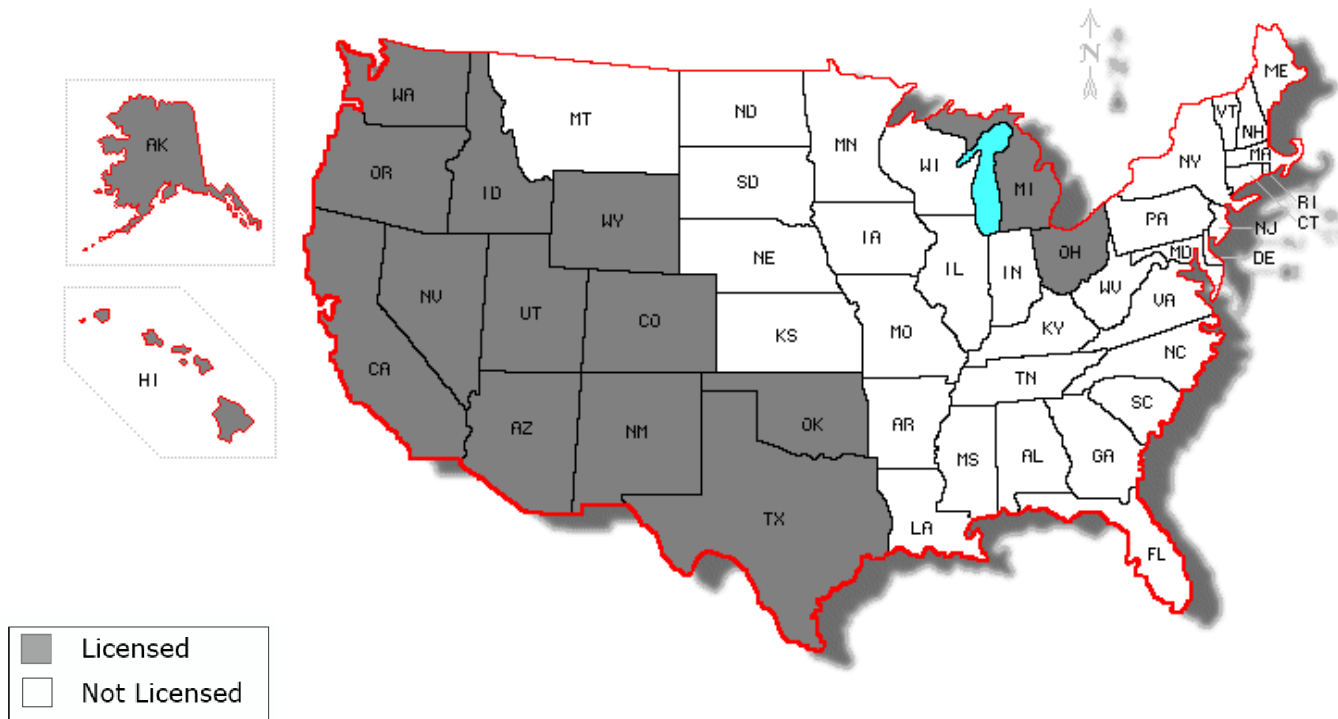 N
ME
WA
VT
ND
MT
NH
MN
AK
MA
WI
NY
OR
SD
ID
MI
RI
PA
CT
WY
NJ
IA
MD
OH
DE
NE
IL
IN
WV
NV
VA
UT
CO
KS
MO
KY
NC
CA
HI
TN
SC
AZ
NM
OK
AR
MS
AL
GA
TX
LA
FL
Licensed
Not Licensed